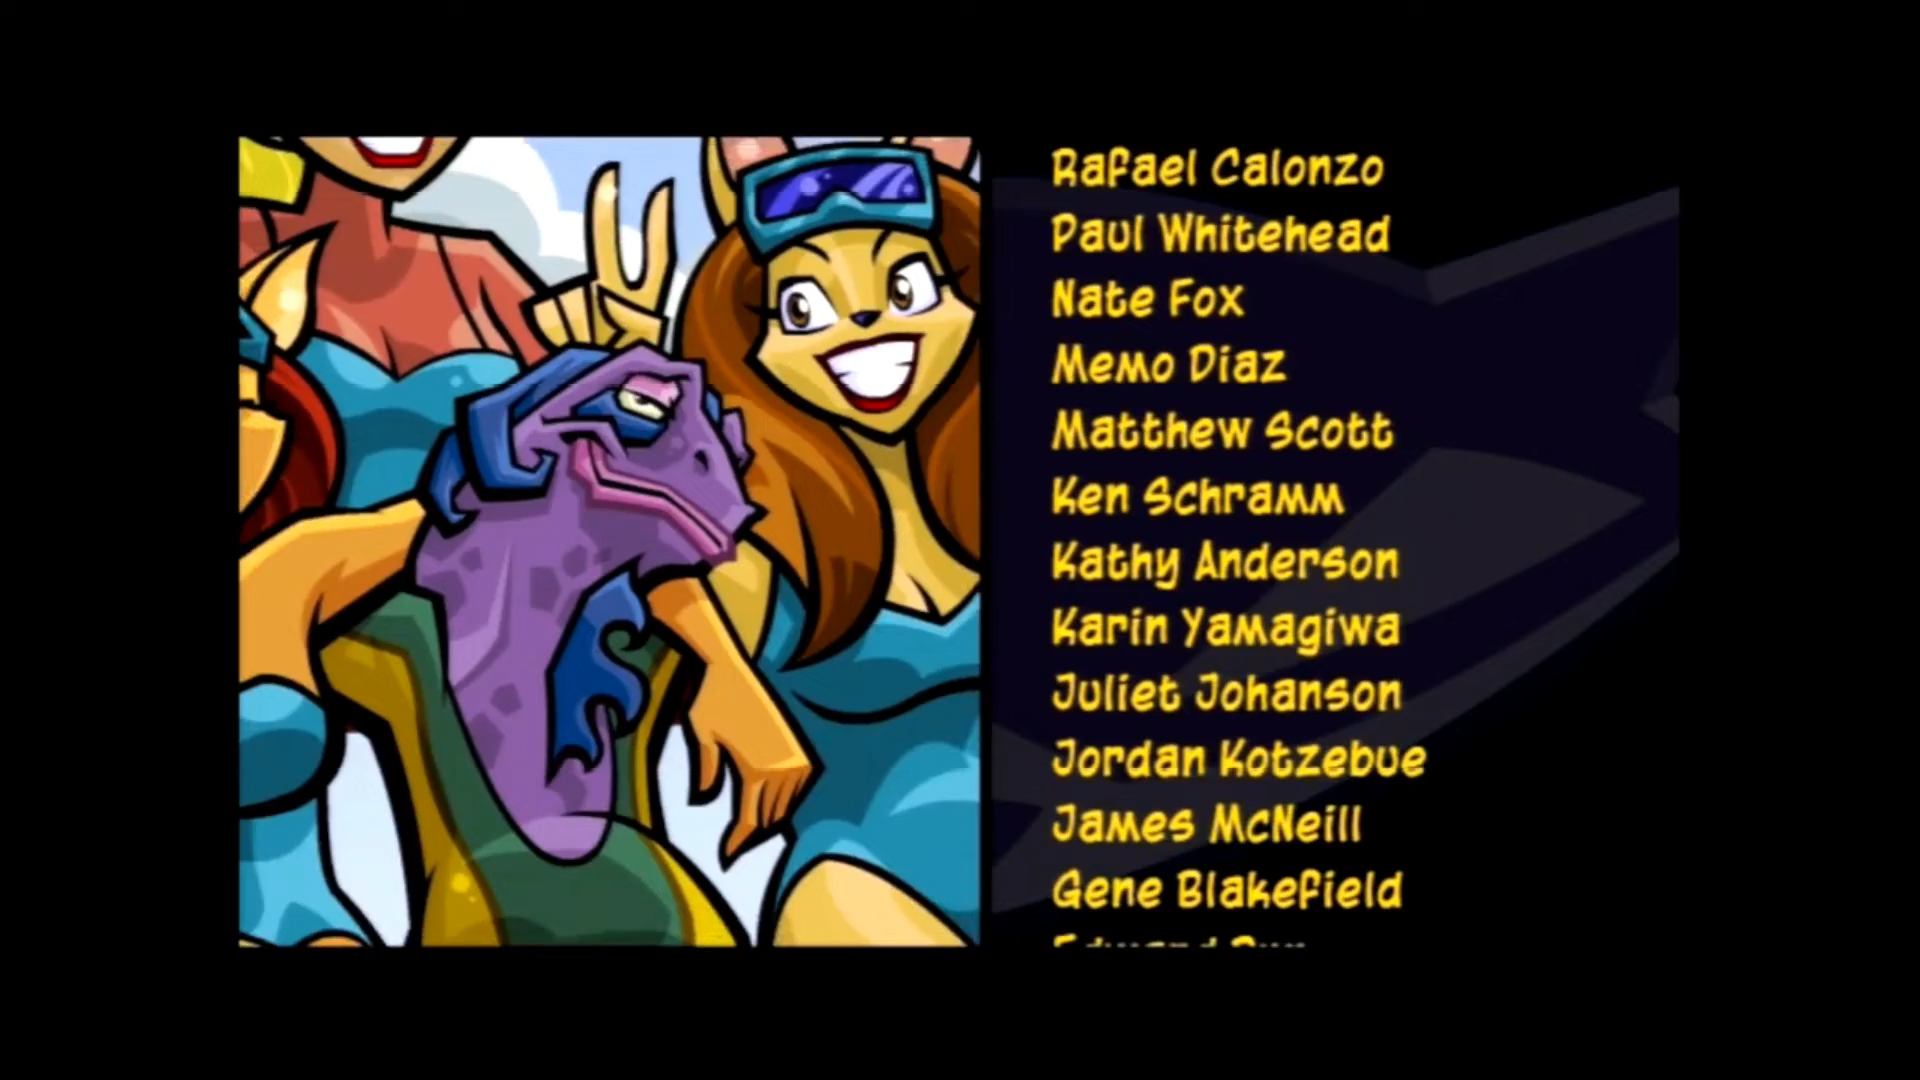 Rafael Calonzo
Paul Whitehead
Nate Fox
Memo Diaz
Matthew Scott
Ken Schramm
Kathy Anderson
Karin Yamagiwa
Juliet Johanson
Jordan Kotzebue
James McNeill
Gene Blakefield